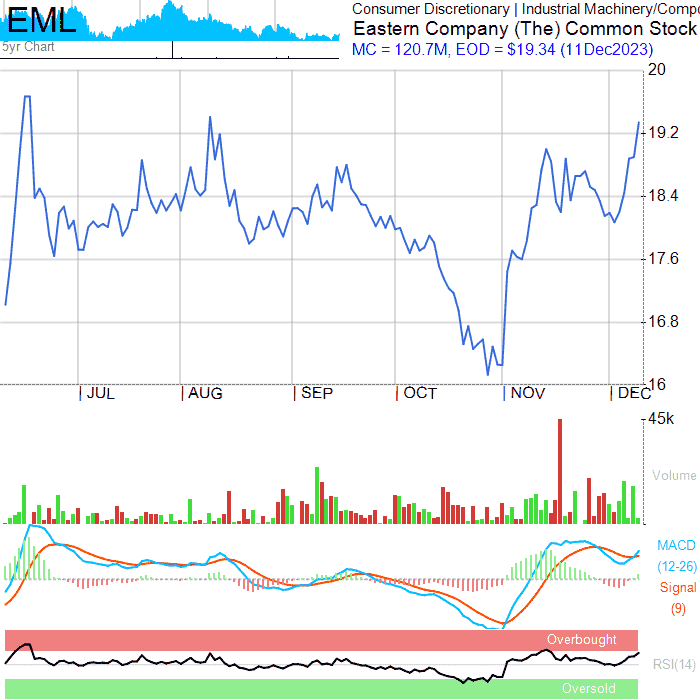 EML
5yr Chart
Consumer Discretionary | Industrial Machinery/Compo
Eastern Company (The) Common Stock
MC = 120.7M, EOD = $19.34 (11Dec2023)
20
19.2
18.4
17.6
16.8
16
| JUL | AUG | SEP | OCT | NOV | DEC
45k
Volume
MACD
(12-26)
Signal
(9)
Overbought
RSI(14)
Oversold